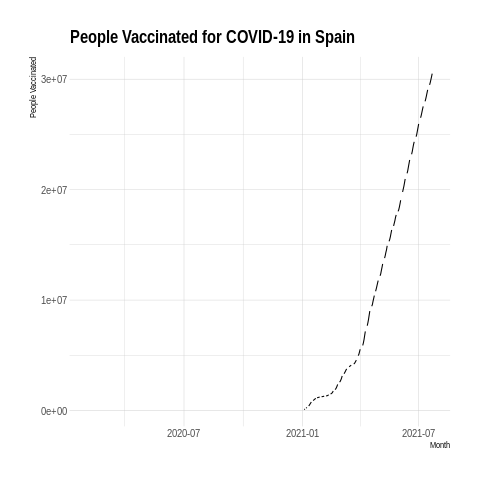 People Vaccinated for COVID-19 in Spain
People Vaccinated
3e+07
2e+07
1e+07
0e+00
2020-07
2021-01
2021-07
Month